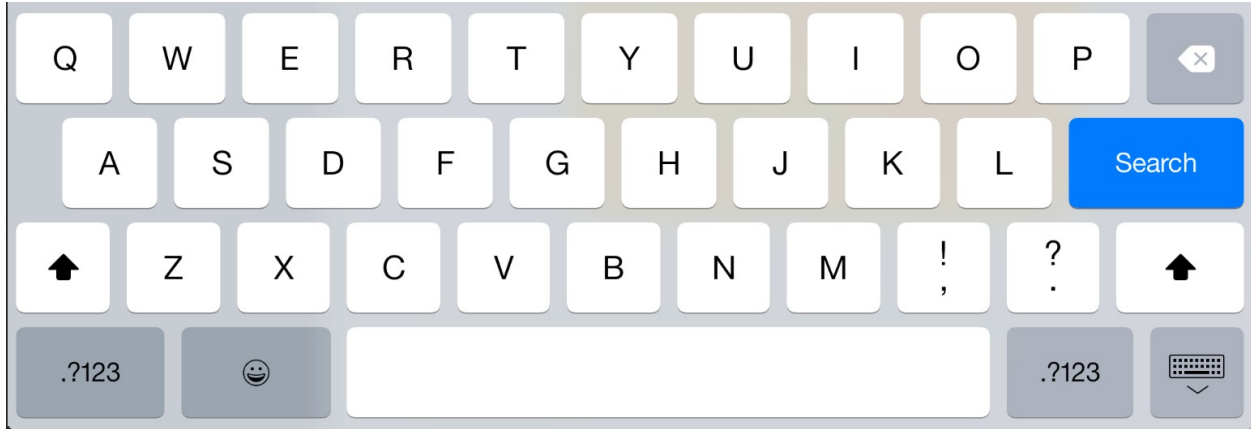 Q W E R T Y U I O P
A S D F G H J K L Search
Z X C V B N M ! ?
, .
.?123 .?123